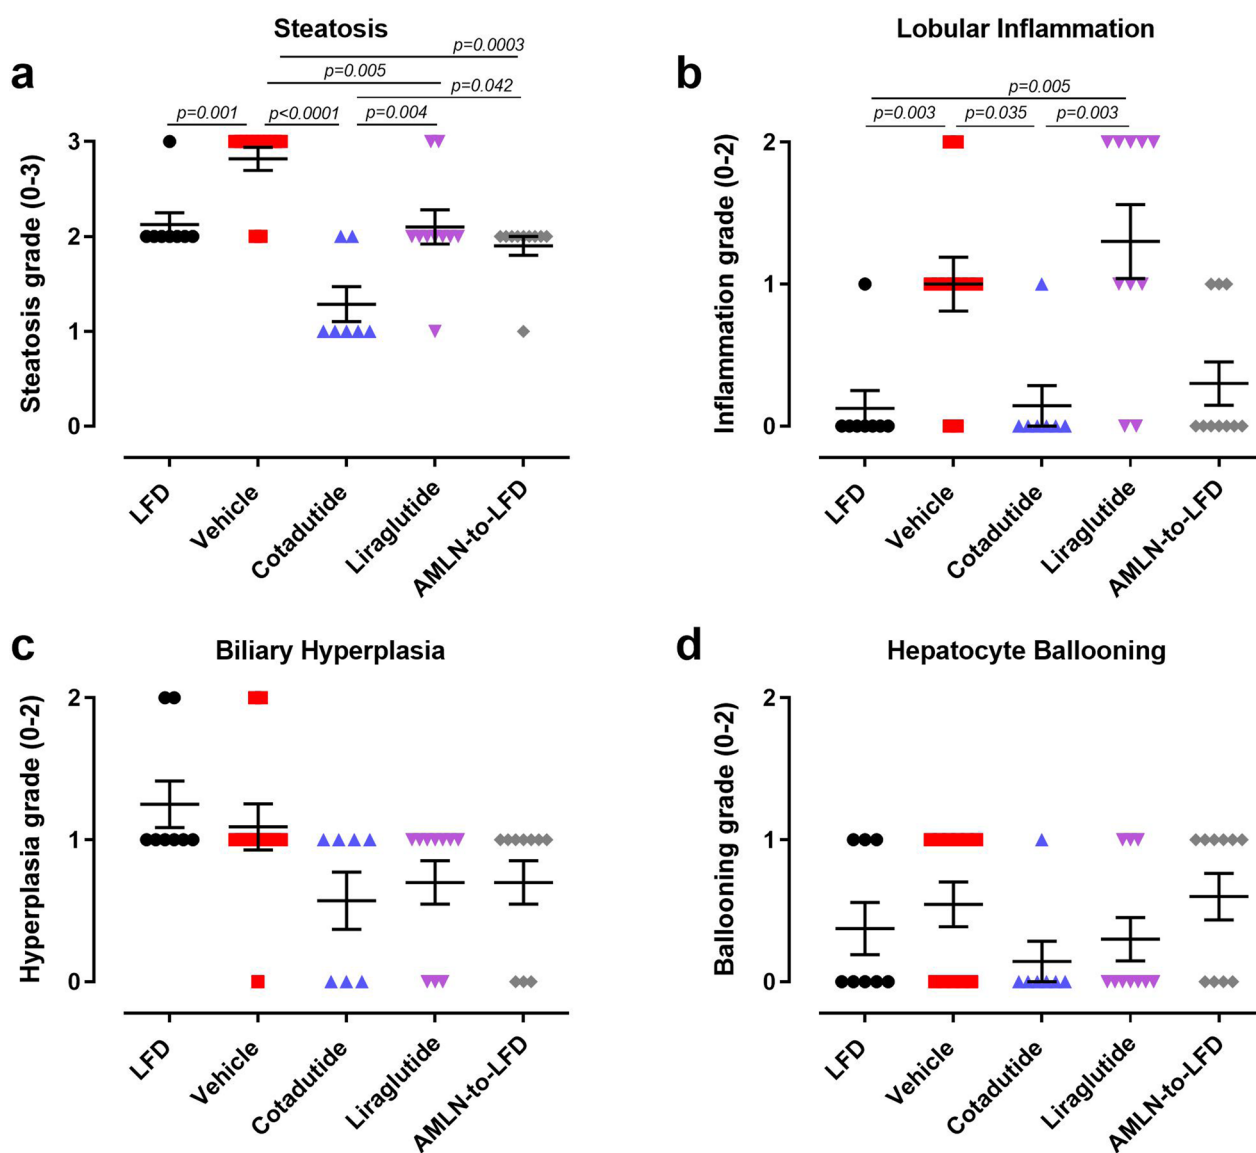 a
Steatosis
p=0.0003
p=0.005
p=0.042
p=0.001
p<0.0001
p=0.004
Steatosis grade (0-3)
3
2
1
0
LFD
Vehicle
Cotadutide
Liraglutide
AMLN-to-LFD
b
Lobular Inflammation
p=0.005
p=0.003
p=0.035
p=0.003
Inflammation grade (0-2)
2
1
0
LFD
Vehicle
Cotadutide
Liraglutide
AMLN-to-LFD
c
Biliary Hyperplasia
Hyperplasia grade (0-2)
2
1
0
LFD
Vehicle
Cotadutide
Liraglutide
AMLN-to-LFD
d
Hepatocyte Ballooning
Ballooning grade (0-2)
2
1
0
LFD
Vehicle
Cotadutide
Liraglutide
AMLN-to-LFD